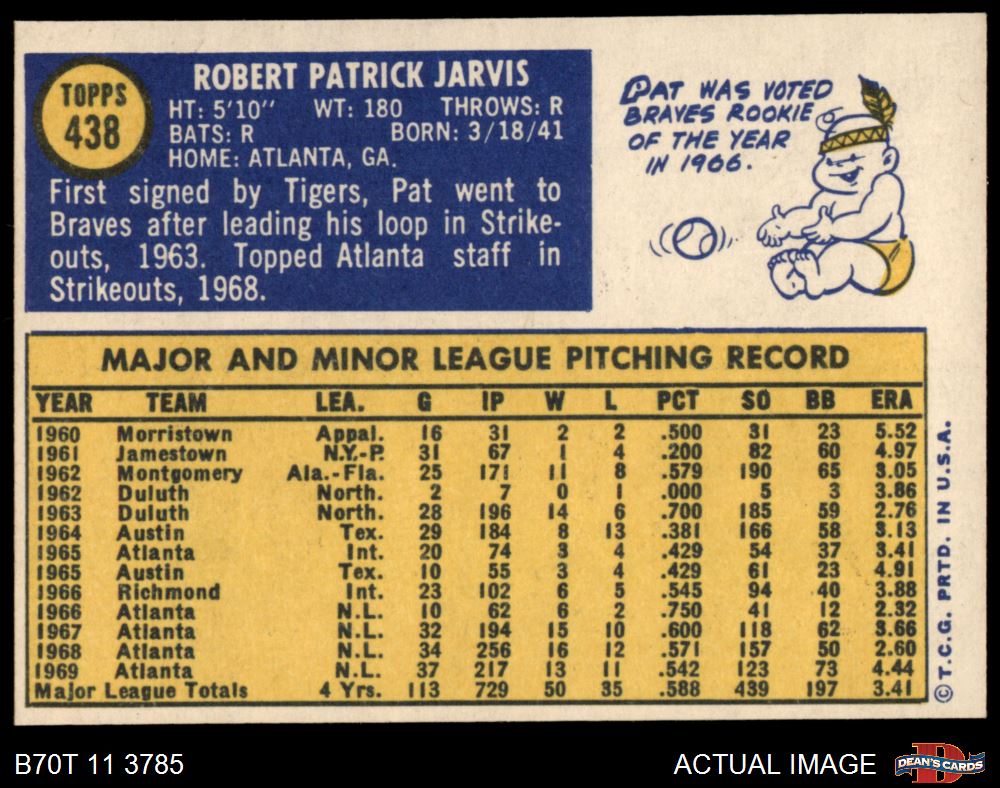 TOPPS
438
ROBERT PATRICK JARVIS
HT: 5'10" WT: 180 THROWS: R
BATS: R BORN: 3/18/41
HOME: ATLANTA, GA.
First signed by Tigers, Pat went to
Braves after leading his loop in Strike-
outs, 1963. Topped Atlanta staff in
Strikeouts, 1968.
PAT WAS VOTED
BRAVES ROOKIE
OF THE YEAR
IN 1966.
MAJOR AND MINOR LEAGUE PITCHING RECORD
YEAR TEAM LEA. G IP W L PCT SO BB ERA
1960 Morristown Appal. 16 31 2 2 .500 31 23 5.52
1961 Jamestown N.Y.-P. 31 67 1 4 .200 82 60 4.97
1962 Montgomery Ala.-Fla. 25 171 11 8 .579 190 65 3.05
1962 Duluth North. 2 7 0 1 .000 5 3 3.86
1963 Duluth North. 28 196 14 6 .700 185 59 2.76
1964 Austin Tex. 29 184 8 13 .381 166 58 3.13
1965 Atlanta Int. 20 74 3 4 .429 54 37 3.41
1965 Austin Tex. 10 55 3 4 .429 61 23 4.91
1966 Richmond Int. 23 102 6 5 .545 94 40 3.88
1966 Atlanta N.L. 10 62 6 2 .750 41 12 2.32
1967 Atlanta N.L. 32 194 15 10 .600 118 62 3.66
1968 Atlanta N.L. 34 256 16 12 .571 157 50 2.60
1969 Atlanta N.L. 37 217 13 11 .542 123 73 4.44
Major League Totals 4 Yrs. 113 729 50 35 .588 439 197 3.41
© T.C.G. PRTD. IN U.S.A.
B70T 11 3785
ACTUAL IMAGE
D
DEAN'S CARDS